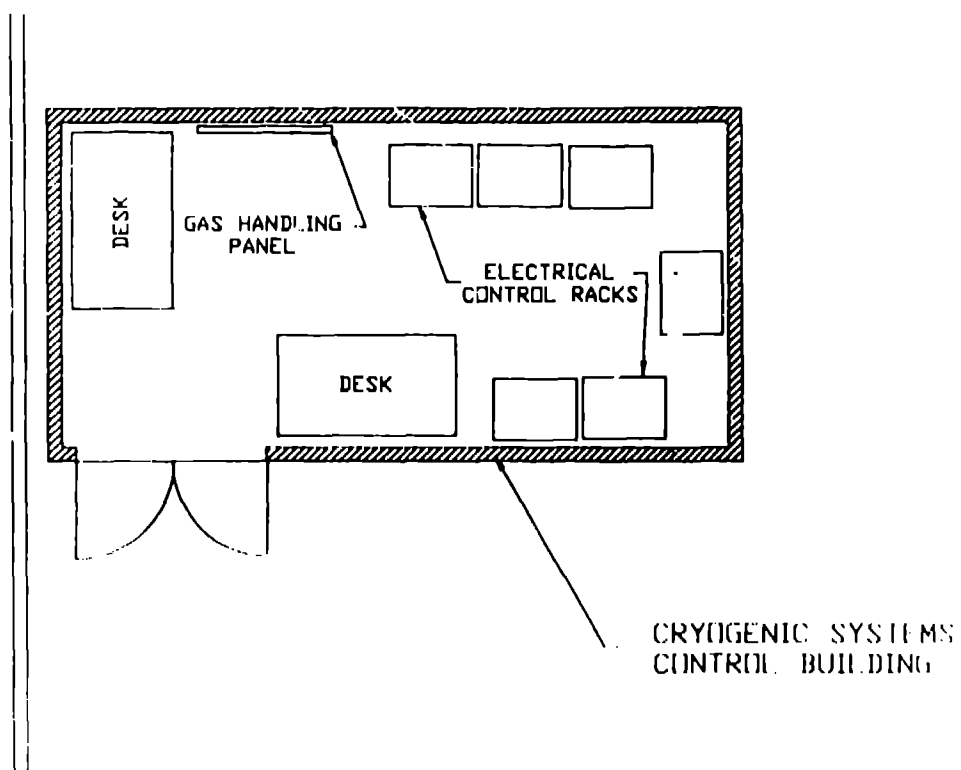 DESK
GAS HANDLING
PANEL
ELECTRICAL
CONTROL RACKS
DESK
CRYOGENIC SYSTEMS
CONTROL BUILDING